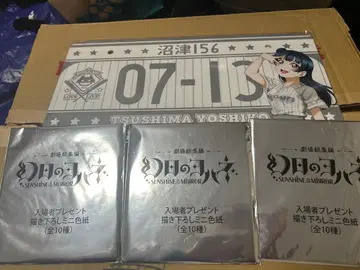 沼津156
07-13
TSUSHIMA YOSHIKO
劇場総集編
幻日のヨハネ
SUNSHINE in the MIRROR
入場者プレゼント
描き下ろしミニ色紙
(全10種)
劇場総集編
幻日のヨハネ
SUNSHINE in the MIRROR
入場者プレゼント
描き下ろしミニ色紙
(全10種)
劇場総集編
幻日のヨハネ
SUNSHINE in the MIRROR
入場者プレゼント
描き下ろしミニ色紙
(全10種)